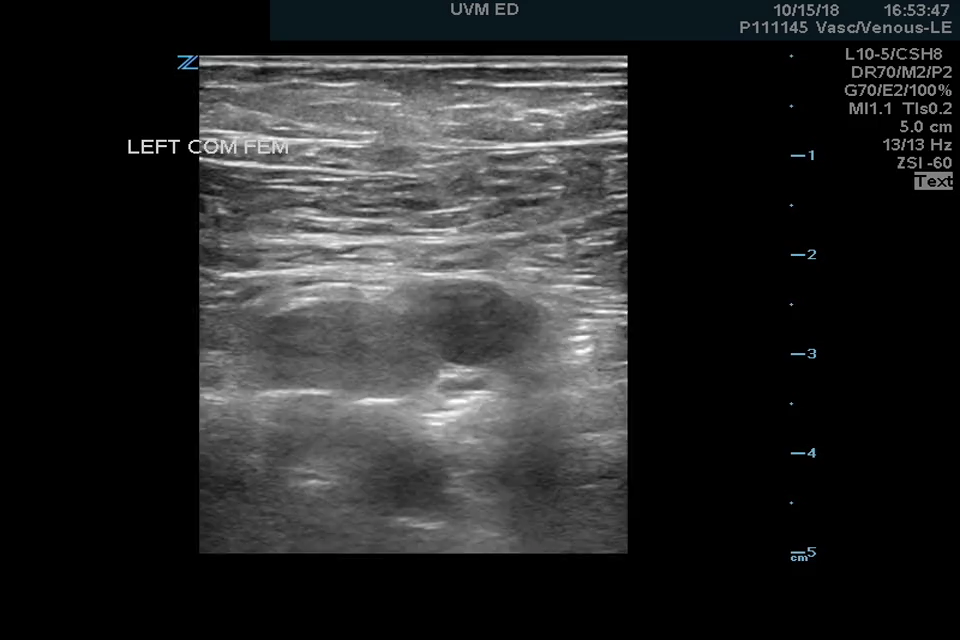 UVM ED
10/15/18 16:53:47
P111145 Vasc/Venous-LE
L10-5/CSH8
DR70/M2/P2
G70/E2/100%
MI1.1 TIs0.2
5.0 cm
13/13 Hz
ZSI -60
Text
Z
LEFT COM FEM
1
2
3
4
5
cm